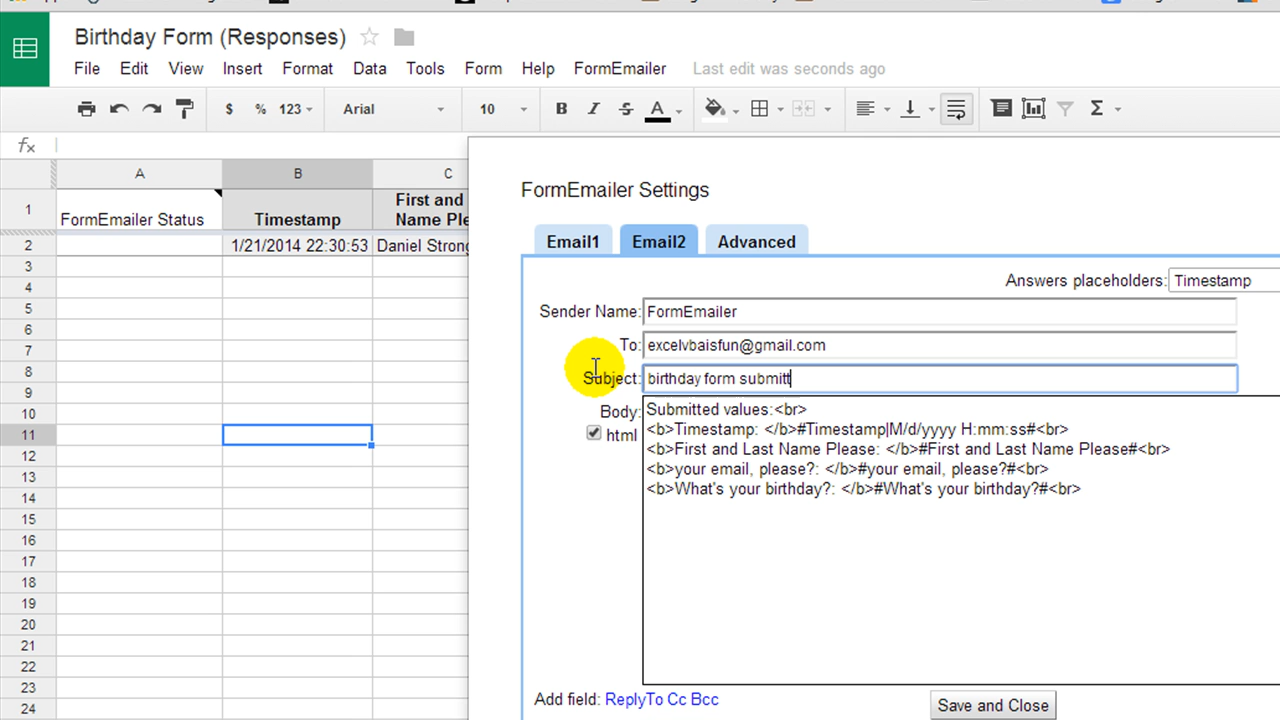 Birthday Form (Responses)
File Edit View Insert Format Data Tools Form Help FormEmailer Last edit was seconds ago
$ % 123 Arial 10 B I S A Σ
fx
A B C
1 FormEmailer Status Timestamp First and
Name Ple
2 1/21/2014 22:30:53 Daniel Strong
3
4
5
6
7
8
9
10
11
12
13
14
15
16
17
18
19
20
21
22
23
24
FormEmailer Settings
Email1 Email2 Advanced
Answers placeholders: Timestamp
Sender Name: FormEmailer
To: excelvbaisfun@gmail.com
Subject: birthday form submitt
Body: Submitted values:<br>
html <b>Timestamp: </b>#Timestamp|M/d/yyyy H:mm:ss#<br>
<b>First and Last Name Please: </b>#First and Last Name Please#<br>
<b>your email, please?: </b>#your email, please?#<br>
<b>What's your birthday?: </b>#What's your birthday?#<br>
Add field: ReplyTo Cc Bcc
Save and Close